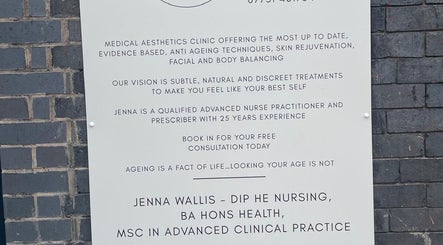 MEDICAL AESTHETICS CLINIC OFFERING THE MOST UP TO DATE,
EVIDENCE BASED, ANTI AGEING TECHNIQUES, SKIN REJUVENATION,
FACIAL AND BODY BALANCING
OUR VISION IS SUBTLE, NATURAL AND DISCREET TREATMENTS
TO MAKE YOU FEEL LIKE YOUR BEST SELF
JENNA IS A QUALIFIED ADVANCED NURSE PRACTITIONER AND
PRESCRIBER WITH 25 YEARS EXPERIENCE
BOOK IN FOR YOUR FREE
CONSULTATION TODAY
AGEING IS A FACT OF LIFE...LOOKING YOUR AGE IS NOT
JENNA WALLIS - DIP HE NURSING,
BA HONS HEALTH,
MSC IN ADVANCED CLINICAL PRACTICE